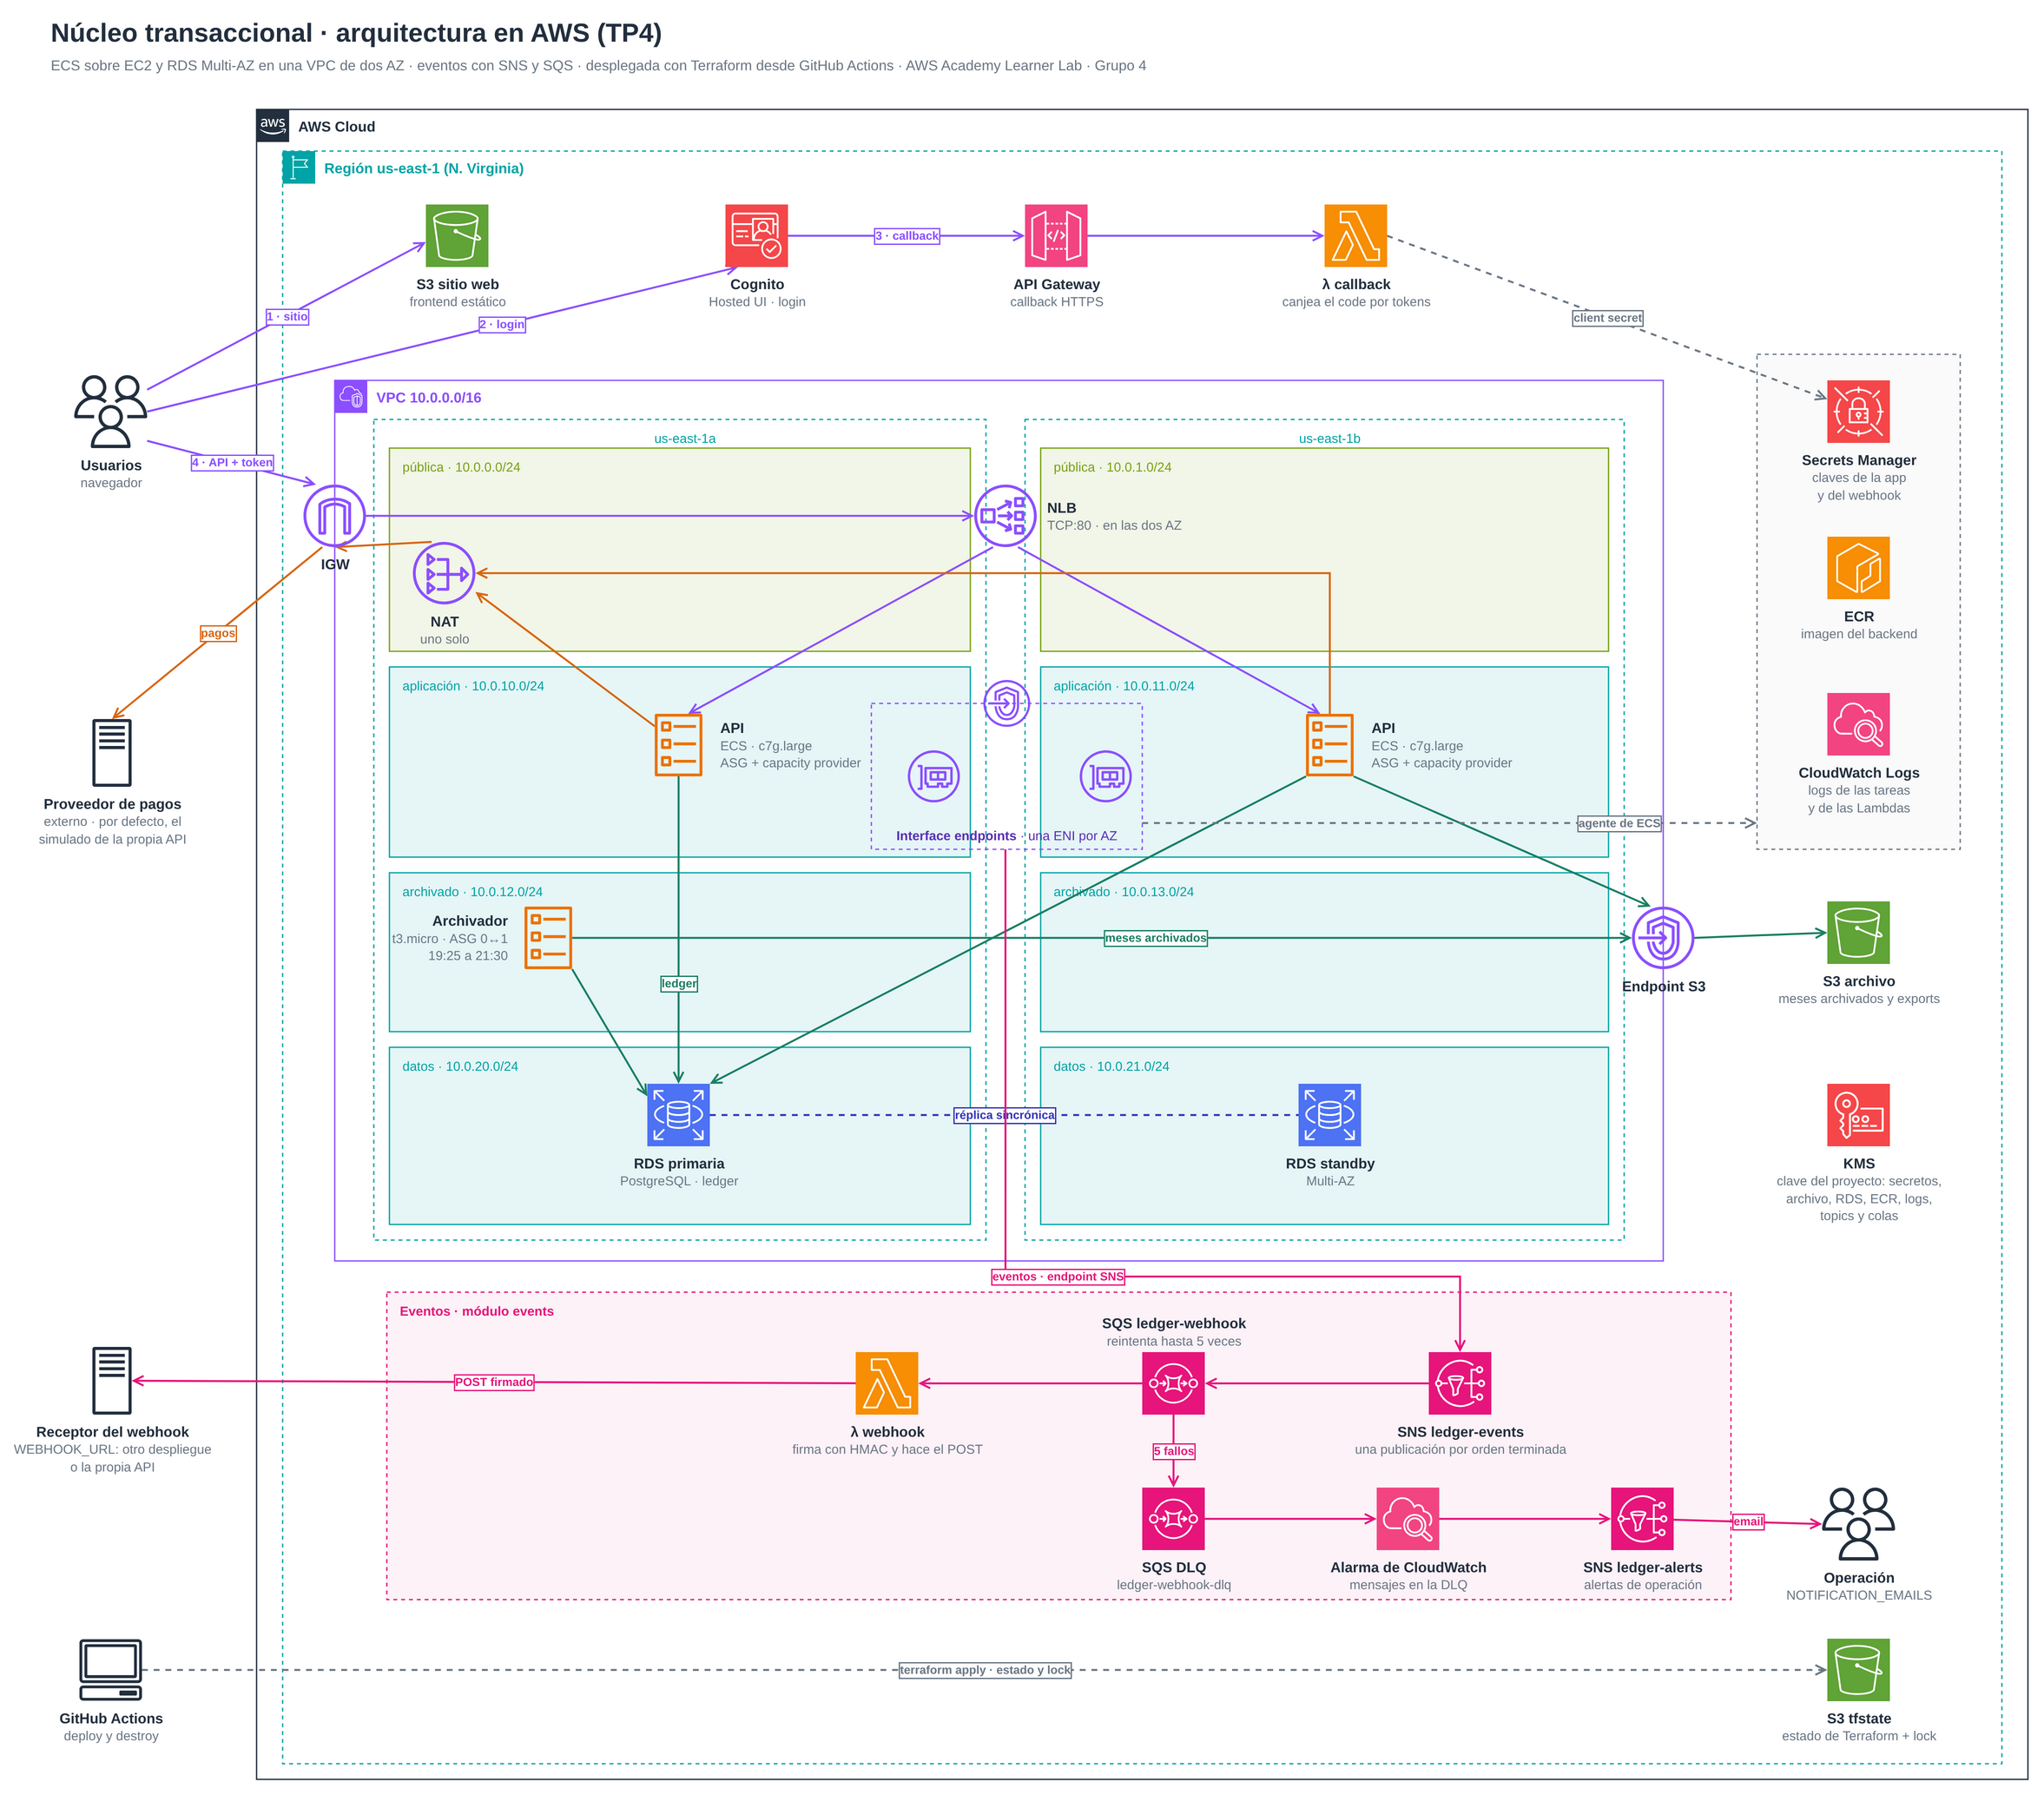 Núcleo transaccional · arquitectura en AWS (TP4)
ECS sobre EC2 y RDS Multi-AZ en una VPC de dos AZ · eventos con SNS y SQS · desplegada con Terraform desde GitHub Actions · AWS Academy Learner Lab · Grupo 4
aws
AWS Cloud
Región us-east-1 (N. Virginia)
S3 sitio web
frontend estático
Cognito
Hosted UI · login
3 · callback
API Gateway
callback HTTPS
λ callback
canjea el code por tokens
1 · sitio
2 · login
client secret
Usuarios
navegador
4 · API + token
VPC 10.0.0.0/16
us-east-1a
us-east-1b
pública · 10.0.0.0/24
pública · 10.0.1.0/24
IGW
NLB
TCP:80 · en las dos AZ
NAT
uno solo
Secrets Manager
claves de la app
y del webhook
ECR
imagen del backend
pagos
aplicación · 10.0.10.0/24
aplicación · 10.0.11.0/24
API
ECS · c7g.large
ASG + capacity provider
API
ECS · c7g.large
ASG + capacity provider
Interface endpoints · una ENI por AZ
agente de ECS
CloudWatch Logs
logs de las tareas
y de las Lambdas
Proveedor de pagos
externo · por defecto, el
simulado de la propia API
archivado · 10.0.12.0/24
archivado · 10.0.13.0/24
Archivador
t3.micro · ASG 0↔1
19:25 a 21:30
meses archivados
ledger
Endpoint S3
S3 archivo
meses archivados y exports
datos · 10.0.20.0/24
datos · 10.0.21.0/24
réplica sincrónica
RDS primaria
PostgreSQL · ledger
RDS standby
Multi-AZ
KMS
clave del proyecto: secretos,
archivo, RDS, ECR, logs,
topics y colas
eventos · endpoint SNS
Eventos · módulo events
SQS ledger-webhook
reintenta hasta 5 veces
POST firmado
Receptor del webhook
WEBHOOK_URL: otro despliegue
o la propia API
λ webhook
firma con HMAC y hace el POST
5 fallos
SNS ledger-events
una publicación por orden terminada
SQS DLQ
ledger-webhook-dlq
Alarma de CloudWatch
mensajes en la DLQ
SNS ledger-alerts
alertas de operación
email
Operación
NOTIFICATION_EMAILS
terraform apply · estado y lock
GitHub Actions
deploy y destroy
S3 tfstate
estado de Terraform + lock